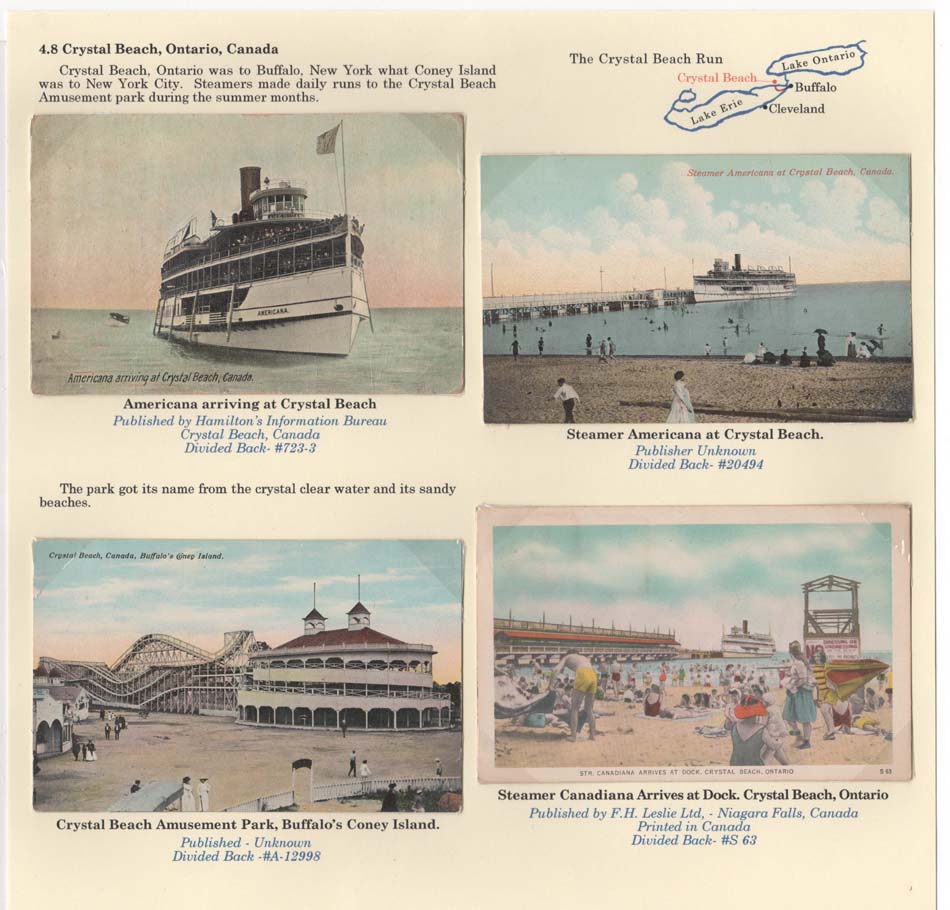 4.8 Crystal Beach, Ontario, Canada
Crystal Beach, Ontario was to Buffalo, New York what Coney Island
was to New York City. Steamers made daily runs to the Crystal Beach
Amusement park during the summer months.
The Crystal Beach Run
Lake Ontario
Crystal Beach
Buffalo
Lake Erie
Cleveland
AMERICANA.
Americana arriving at Crystal Beach, Canada.
Americana arriving at Crystal Beach
Published by Hamilton's Information Bureau
Crystal Beach, Canada
Divided Back- #723-3
Steamer Americana at Crystal Beach, Canada.
Steamer Americana at Crystal Beach.
Publisher Unknown
Divided Back- #20494
The park got its name from the crystal clear water and its sandy
beaches.
Crystal Beach, Canada, Buffalo's Coney Island.
Crystal Beach Amusement Park, Buffalo's Coney Island.
Published - Unknown
Divided Back -#A-12998
NO
STR. CANADIANA ARRIVES AT DOCK, CRYSTAL BEACH, ONTARIO
S 63
Steamer Canadiana Arrives at Dock. Crystal Beach, Ontario
Published by F.H. Leslie Ltd, - Niagara Falls, Canada
Printed in Canada
Divided Back- #S 63